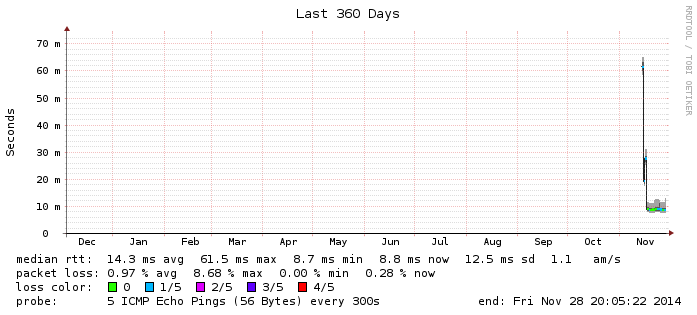 Last 360 Days
RRDTOOL / TOBI OETIKER
Seconds
70 m
60 m
50 m
40 m
30 m
20 m
10 m
0
Dec Jan Feb Mar Apr May Jun Jul Aug Sep Oct Nov
median rtt: 14.3 ms avg 61.5 ms max 8.7 ms min 8.8 ms now 12.5 ms sd 1.1 am/s
packet loss: 0.97 % avg 8.68 % max 0.00 % min 0.28 % now
loss color: 0 1/5 2/5 3/5 4/5
probe: 5 ICMP Echo Pings (56 Bytes) every 300s end: Fri Nov 28 20:05:22 2014